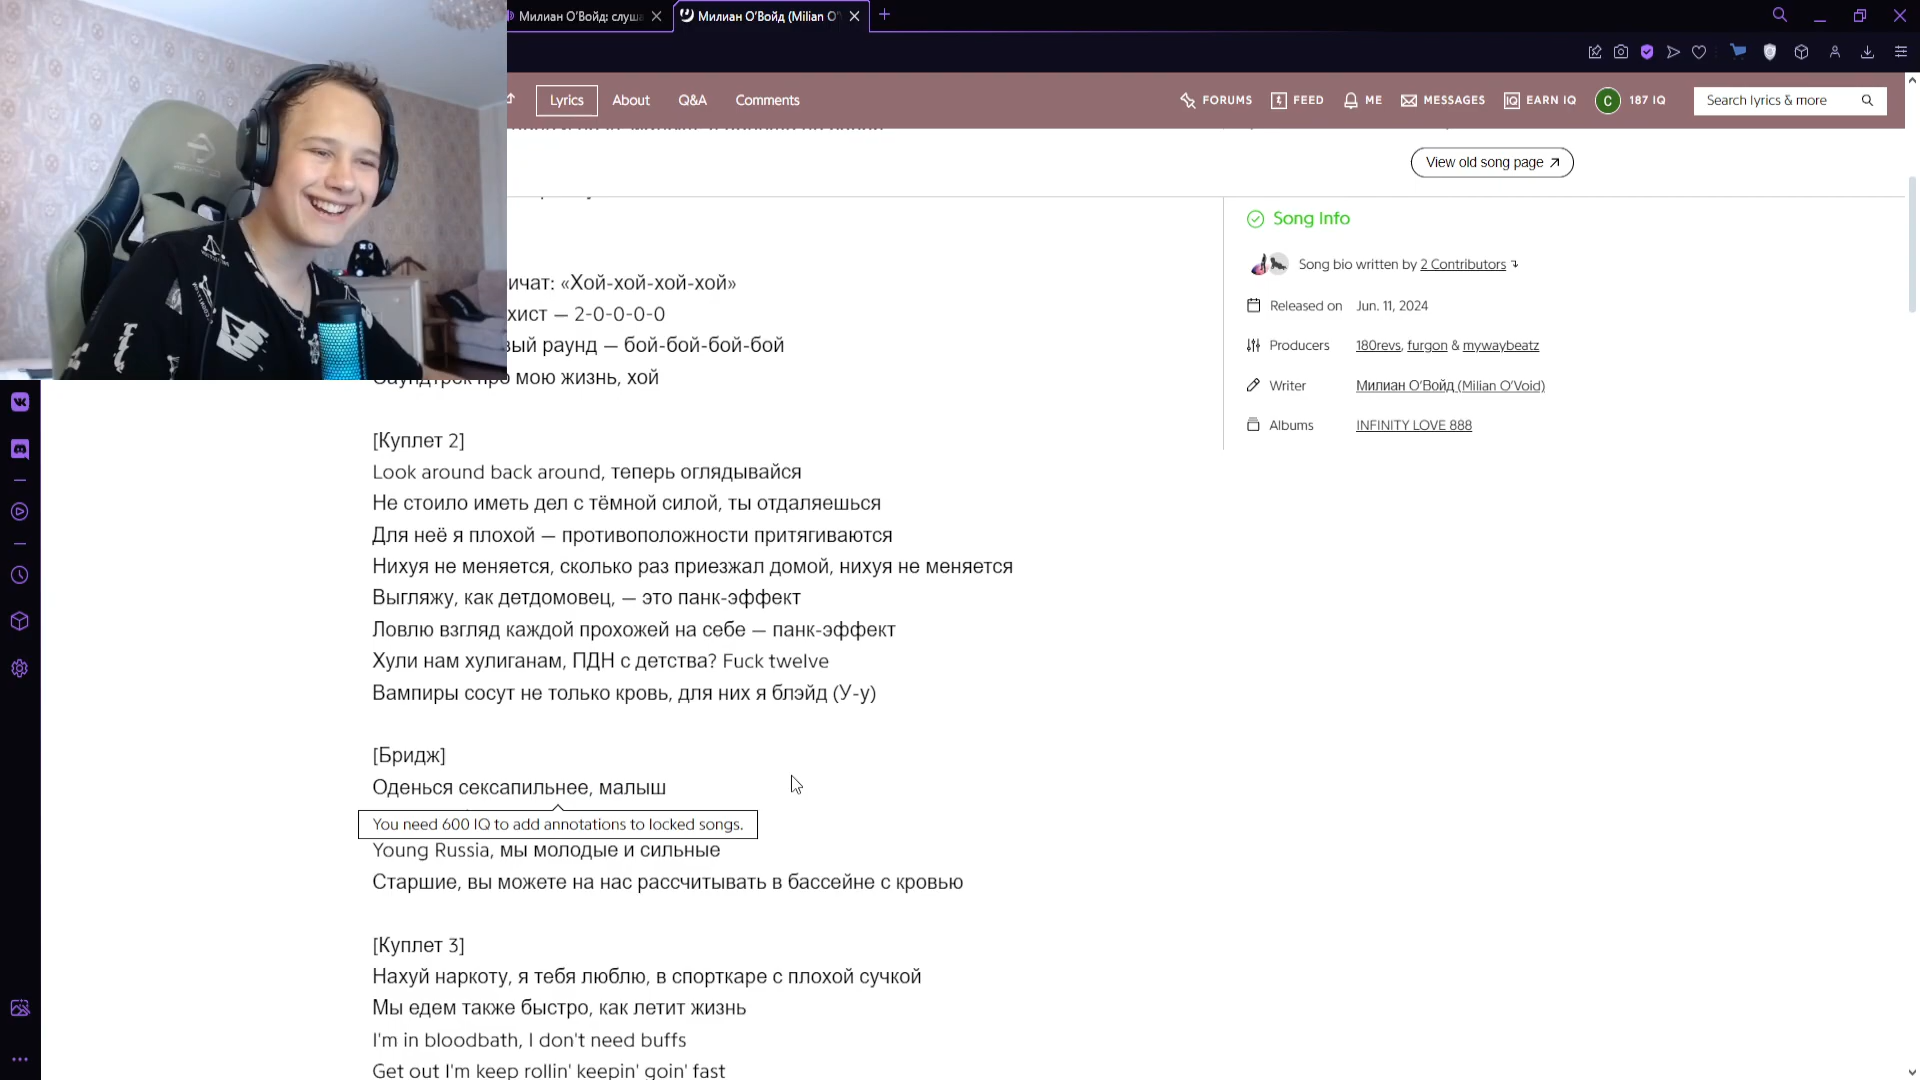 Милиан О'Войд: слуш
Милиан О'Войд (Milian O'
Lyrics
About
Q&A
Comments
FORUMS
FEED
ME
MESSAGES
EARN IQ
C
187 IQ
Search lyrics & more
View old song page
Song Info
Song bio written by 2 Contributors
Released on Jun. 11, 2024
Producers 180revs, furgon & mywaybeatz
Writer Милиан О'Войд (Milian O'Void)
Albums INFINITY LOVE 888
ичат: «Хой-хой-хой-хой»
хист — 2-0-0-0-0
вый раунд — бой-бой-бой-бой
Саундтрек про мою жизнь, хой
[Куплет 2]
Look around back around, теперь оглядывайся
Не стоило иметь дел с тёмной силой, ты отдаляешься
Для неё я плохой — противоположности притягиваются
Нихуя не меняется, сколько раз приезжал домой, нихуя не меняется
Выгляжу, как детдомовец, — это панк-эффект
Ловлю взгляд каждой прохожей на себе — панк-эффект
Хули нам хулиганам, ПДН с детства? Fuck twelve
Вампиры сосут не только кровь, для них я блэйд (У-у)
[Бридж]
Оденься сексапильнее, малыш
You need 600 IQ to add annotations to locked songs.
Young Russia, мы молодые и сильные
Старшие, вы можете на нас рассчитывать в бассейне с кровью
[Куплет 3]
Нахуй наркоту, я тебя люблю, в спорткаре с плохой сучкой
Мы едем также быстро, как летит жизнь
I'm in bloodbath, I don't need buffs
Get out I'm keep rollin' keepin' goin' fast